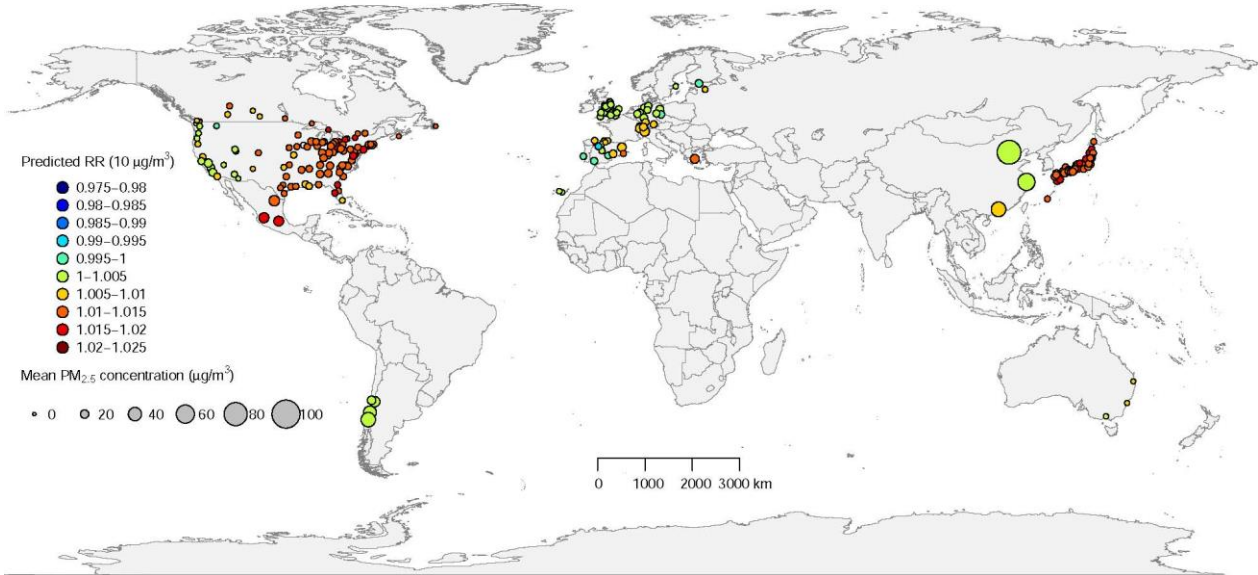 Predicted RR (10 μg/m³)
0.975−0.98
0.98−0.985
0.985−0.99
0.99−0.995
0.995−1
1−1.005
1.005−1.01
1.01−1.015
1.015−1.02
1.02−1.025
Mean PM₂.₅ concentration (μg/m³)
0 20 40 60 80 100
0 1000 2000 3000 km